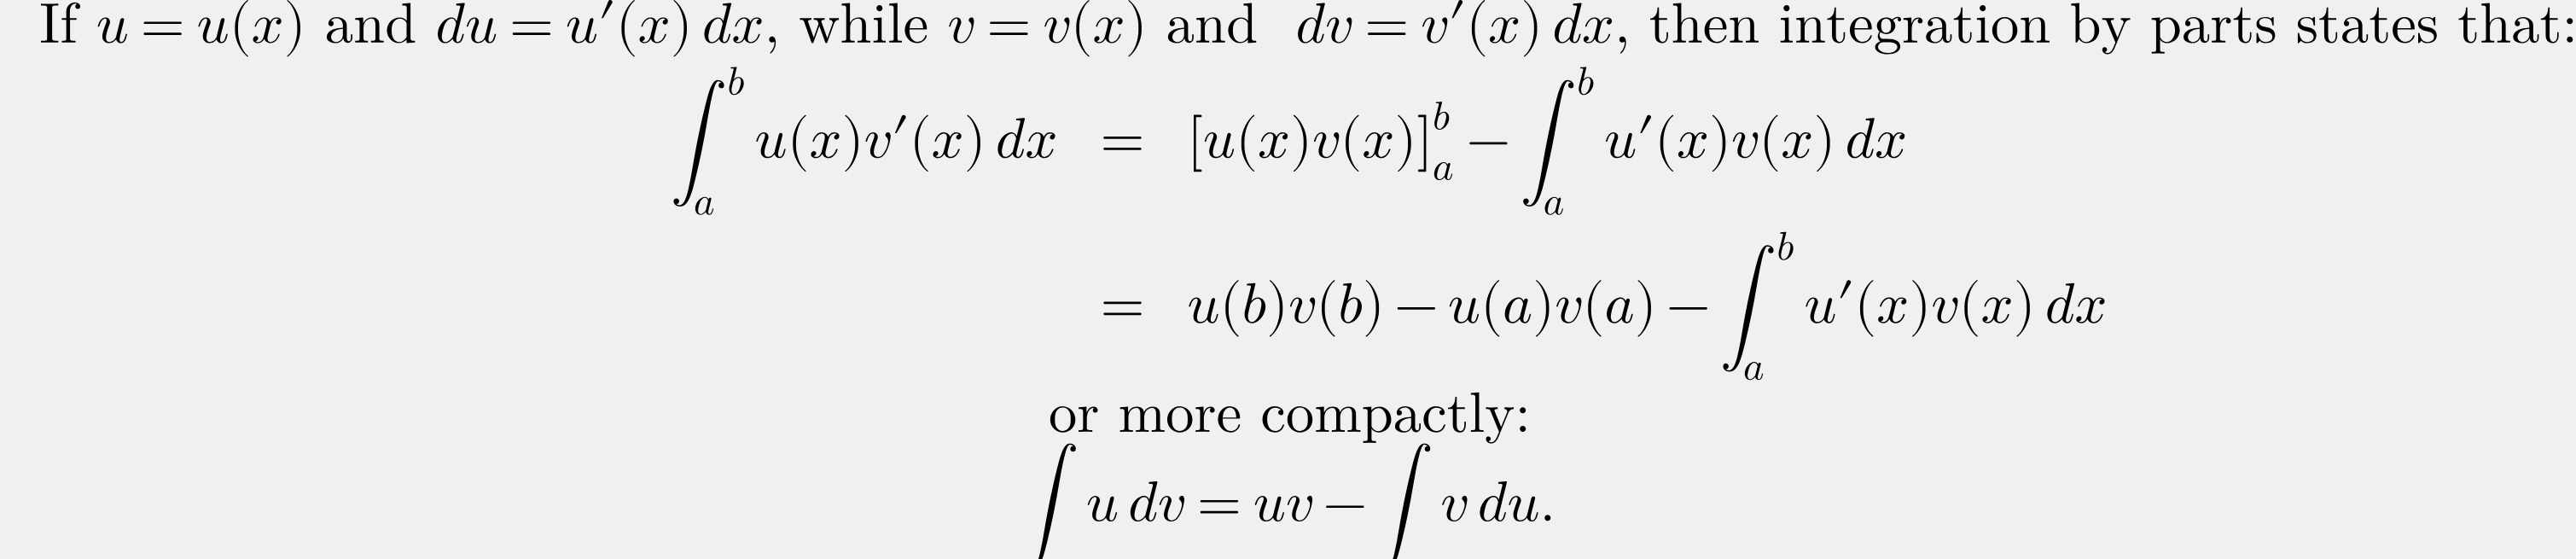 If u = u(x) and du = u′(x) dx, while v = v(x) and dv = v′(x) dx, then integration by parts states that:
∫_a^b u(x)v′(x) dx = [u(x)v(x)]_a^b − ∫_a^b u′(x)v(x) dx
= u(b)v(b) − u(a)v(a) − ∫_a^b u′(x)v(x) dx
or more compactly:
∫ u dv = uv − ∫ v du.